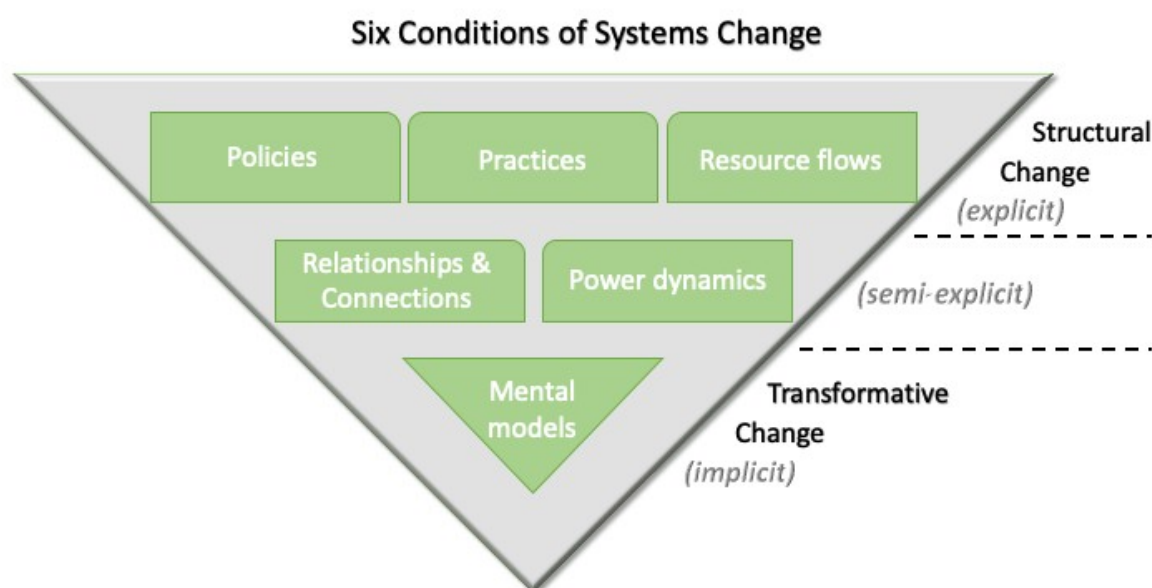 Six Conditions of Systems Change
Policies
Practices
Resource flows
Structural
Change
(explicit)
Relationships &
Connections
Power dynamics
(semi-explicit)
Mental
models
Transformative
Change
(implicit)